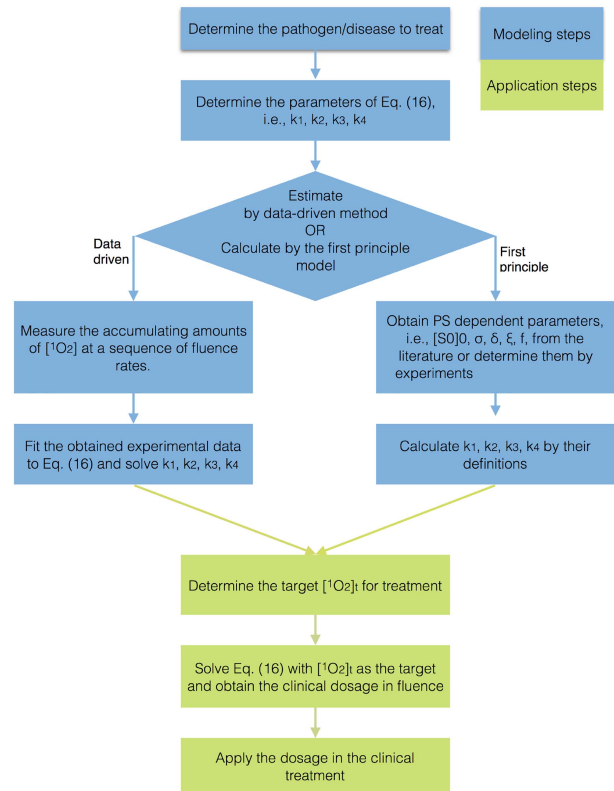 Determine the pathogen/disease to treat
Modeling steps
Application steps
Determine the parameters of Eq. (16),
i.e., k₁, k₂, k₃, k₄
Estimate
by data-driven method
OR
Calculate by the first principle
model
Data
driven
First
principle
Measure the accumulating amounts
of [¹O₂] at a sequence of fluence
rates.
Obtain PS dependent parameters,
i.e., [S0]0, σ, δ, ξ, f, from the
literature or determine them by
experiments
Fit the obtained experimental data
to Eq. (16) and solve k₁, k₂, k₃, k₄
Calculate k₁, k₂, k₃, k₄ by their
definitions
Determine the target [¹O₂]t for treatment
Solve Eq. (16) with [¹O₂]t as the target
and obtain the clinical dosage in fluence
Apply the dosage in the clinical
treatment